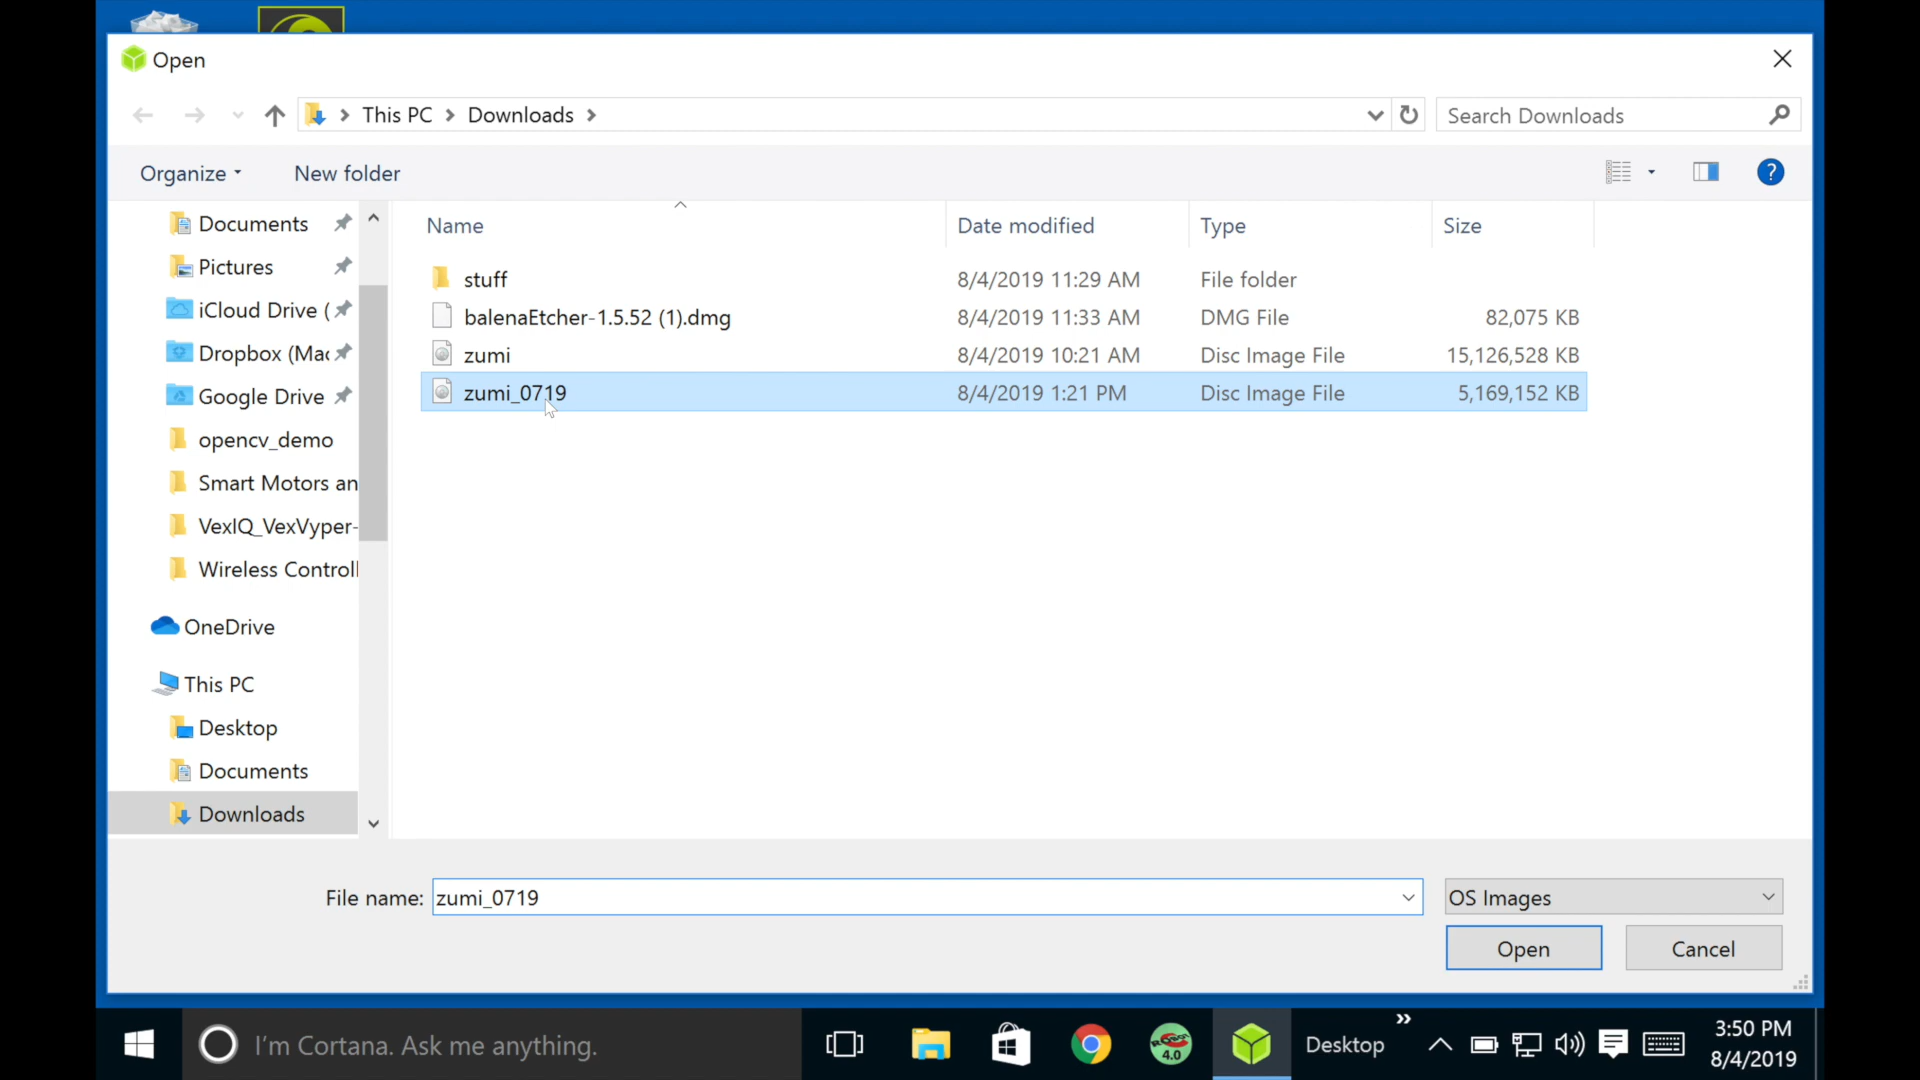 Open
This PC > Downloads >
Search Downloads
Organize
New folder
Name
Date modified
Type
Size
stuff 8/4/2019 11:29 AM File folder
balenaEtcher-1.5.52 (1).dmg 8/4/2019 11:33 AM DMG File 82,075 KB
zumi 8/4/2019 10:21 AM Disc Image File 15,126,528 KB
zumi_0719 8/4/2019 1:21 PM Disc Image File 5,169,152 KB
Documents
Pictures
iCloud Drive (
Dropbox (Mac
Google Drive
opencv_demo
Smart Motors an
VexIQ_VexVyper-
Wireless Controll
OneDrive
This PC
Desktop
Documents
Downloads
File name: zumi_0719
OS Images
Open
Cancel
I'm Cortana. Ask me anything.
4.0
Desktop
3:50 PM
8/4/2019